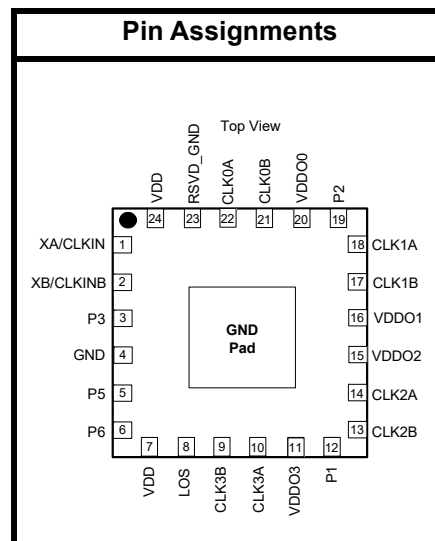 Pin Assignments
Top View
VDD
RSVD_GND
CLK0A
CLK0B
VDDO0
P2
24
23
22
21
20
19
XA/CLKIN 1
18 CLK1A
XB/CLKINB 2
17 CLK1B
P3 3
16 VDDO1
GND
Pad
GND 4
15 VDDO2
P5 5
14 CLK2A
P6 6
13 CLK2B
7
8
9
10
11
12
VDD
LOS
CLK3B
CLK3A
VDDO3
P1